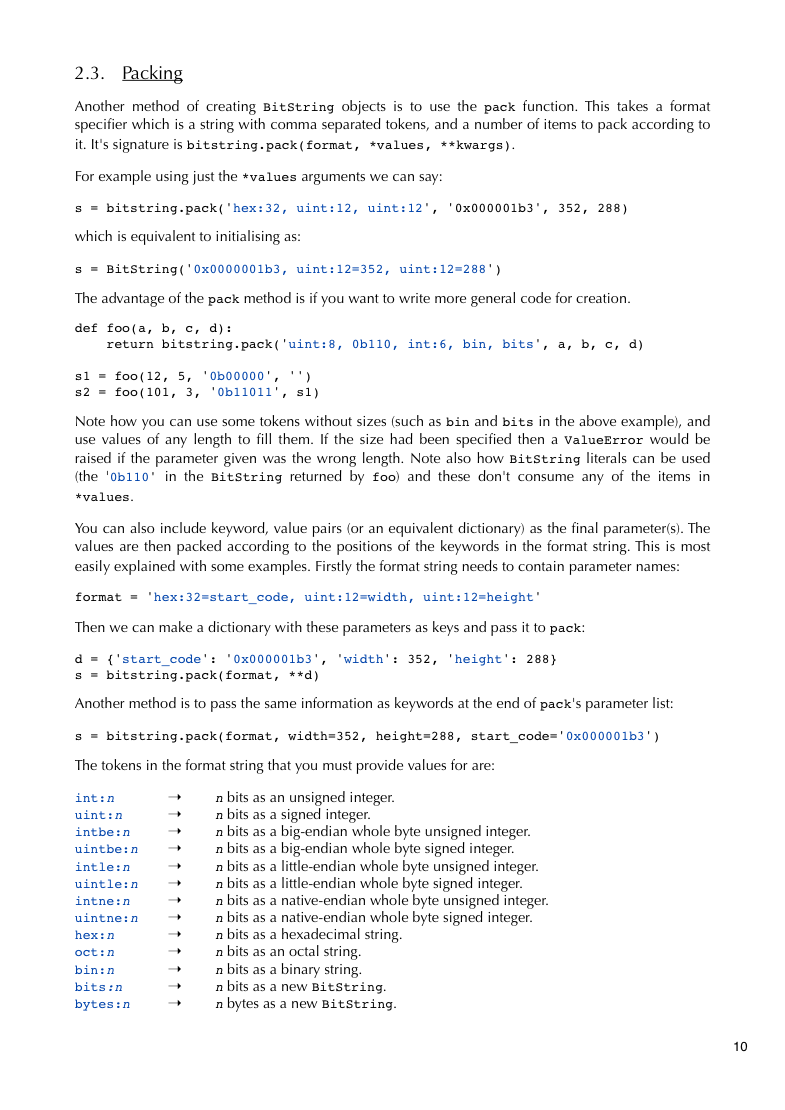 2.3. Packing
Another method of creating BitString objects is to use the pack function. This takes a format
specifier which is a string with comma separated tokens, and a number of items to pack according to
it. It's signature is bitstring.pack(format, *values, **kwargs).
For example using just the *values arguments we can say:
s = bitstring.pack('hex:32, uint:12, uint:12', '0x000001b3', 352, 288)
which is equivalent to initialising as:
s = BitString('0x0000001b3, uint:12=352, uint:12=288')
The advantage of the pack method is if you want to write more general code for creation.
def foo(a, b, c, d):
    return bitstring.pack('uint:8, 0b110, int:6, bin, bits', a, b, c, d)
s1 = foo(12, 5, '0b00000', '')
s2 = foo(101, 3, '0b11011', s1)
Note how you can use some tokens without sizes (such as bin and bits in the above example), and
use values of any length to fill them. If the size had been specified then a ValueError would be
raised if the parameter given was the wrong length. Note also how BitString literals can be used
(the '0b110' in the BitString returned by foo) and these don't consume any of the items in
*values.
You can also include keyword, value pairs (or an equivalent dictionary) as the final parameter(s). The
values are then packed according to the positions of the keywords in the format string. This is most
easily explained with some examples. Firstly the format string needs to contain parameter names:
format = 'hex:32=start_code, uint:12=width, uint:12=height'
Then we can make a dictionary with these parameters as keys and pass it to pack:
d = {'start_code': '0x000001b3', 'width': 352, 'height': 288}
s = bitstring.pack(format, **d)
Another method is to pass the same information as keywords at the end of pack's parameter list:
s = bitstring.pack(format, width=352, height=288, start_code='0x000001b3')
The tokens in the format string that you must provide values for are:
int:n → n bits as an unsigned integer.
uint:n → n bits as a signed integer.
intbe:n → n bits as a big-endian whole byte unsigned integer.
uintbe:n → n bits as a big-endian whole byte signed integer.
intle:n → n bits as a little-endian whole byte unsigned integer.
uintle:n → n bits as a little-endian whole byte signed integer.
intne:n → n bits as a native-endian whole byte unsigned integer.
uintne:n → n bits as a native-endian whole byte signed integer.
hex:n → n bits as a hexadecimal string.
oct:n → n bits as an octal string.
bin:n → n bits as a binary string.
bits:n → n bits as a new BitString.
bytes:n → n bytes as a new BitString.
10